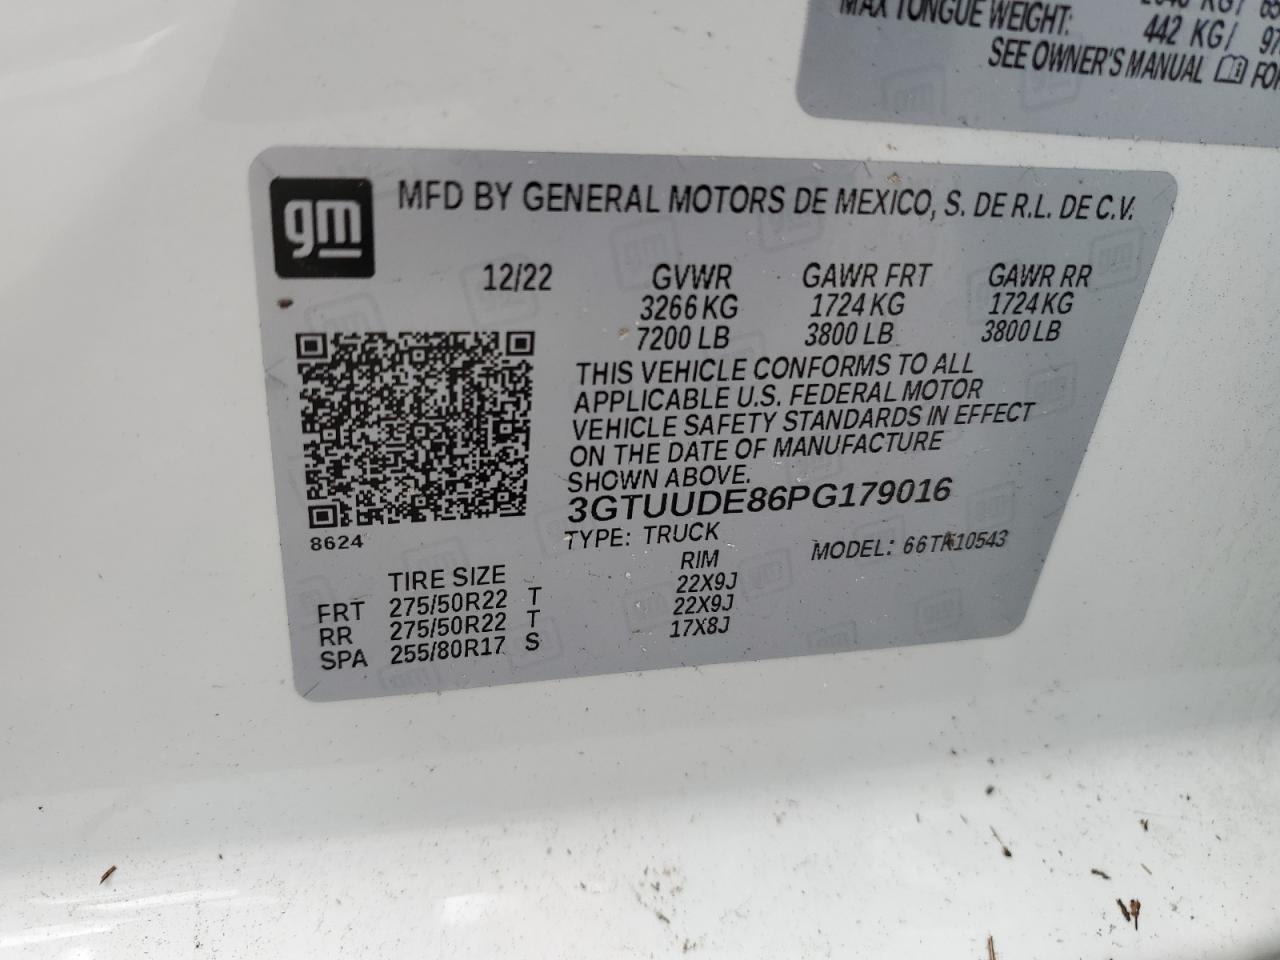 MAX TONGUE WEIGHT: 442 KG/
SEE OWNER'S MANUAL
gm
MFD BY GENERAL MOTORS DE MEXICO, S. DE R.L. DE C.V.
12/22 GVWR GAWR FRT GAWR RR
3266 KG 1724 KG 1724 KG
7200 LB 3800 LB 3800 LB
THIS VEHICLE CONFORMS TO ALL
APPLICABLE U.S. FEDERAL MOTOR
VEHICLE SAFETY STANDARDS IN EFFECT
ON THE DATE OF MANUFACTURE
SHOWN ABOVE.
3GTUUDE86PG179016
8624
TYPE: TRUCK MODEL: 66TK10543
TIRE SIZE RIM
FRT 275/50R22 T 22X9J
RR 275/50R22 T 22X9J
SPA 255/80R17 S 17X8J